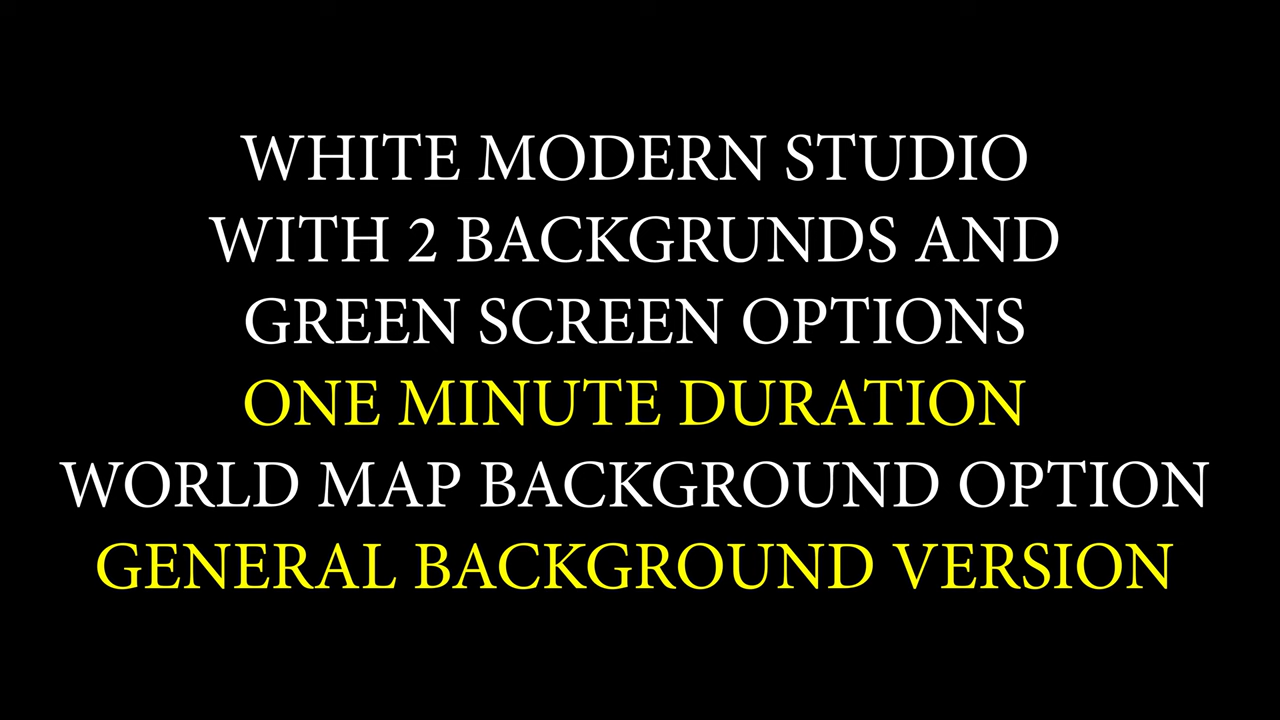 WHITE MODERN STUDIO
WITH 2 BACKGRUNDS AND
GREEN SCREEN OPTIONS
ONE MINUTE DURATION
WORLD MAP BACKGROUND OPTION
GENERAL BACKGROUND VERSION